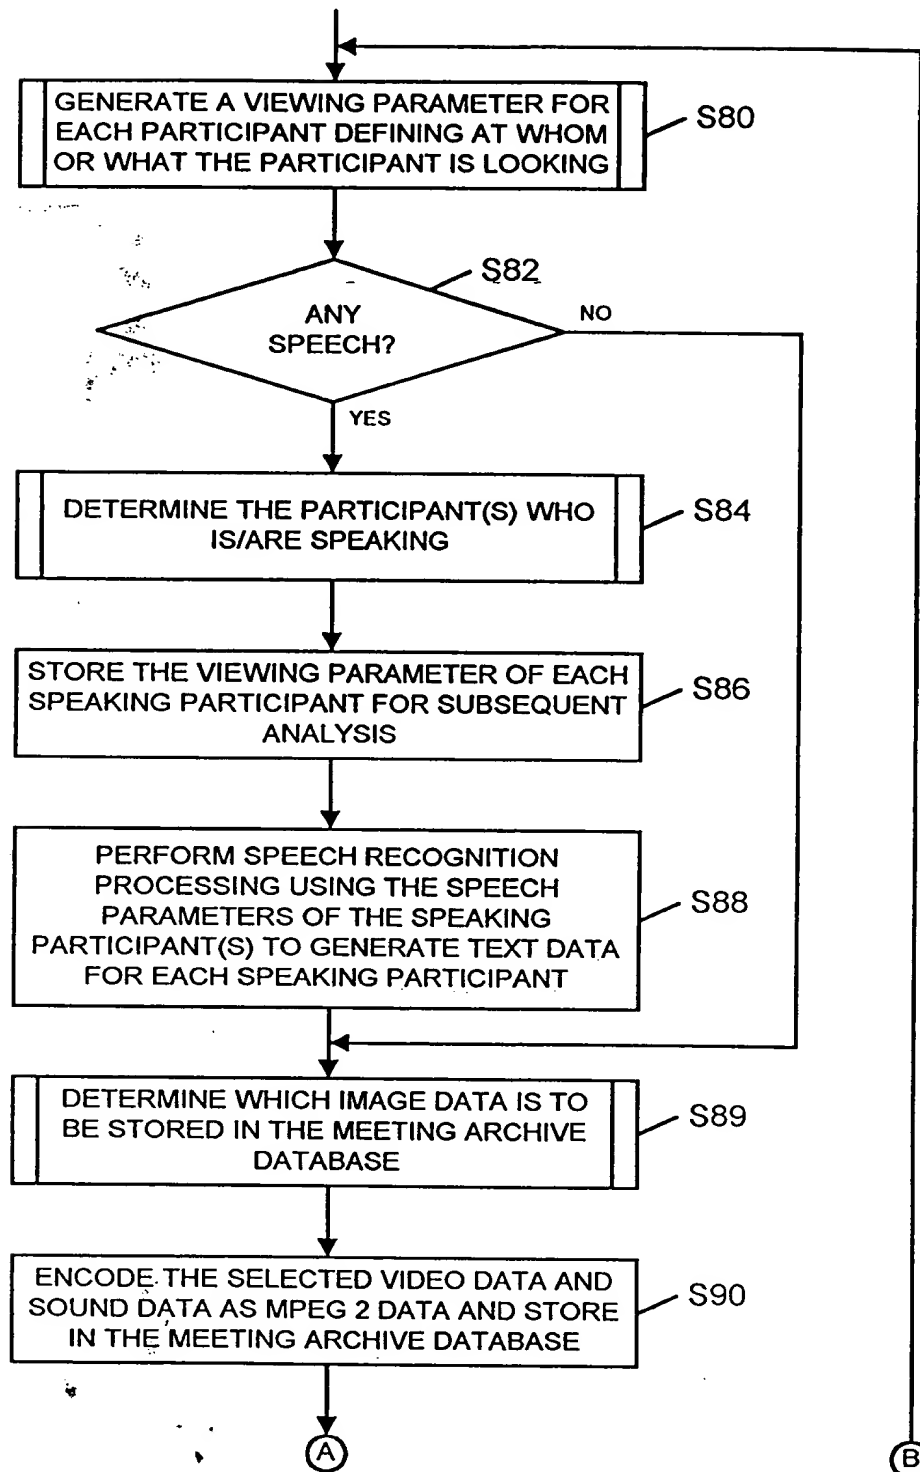 GENERATE A VIEWING PARAMETER FOR
EACH PARTICIPANT DEFINING AT WHOM
OR WHAT THE PARTICIPANT IS LOOKING
S80
S82
ANY
SPEECH?
NO
YES
DETERMINE THE PARTICIPANT(S) WHO
IS/ARE SPEAKING
S84
STORE THE VIEWING PARAMETER OF EACH
SPEAKING PARTICIPANT FOR SUBSEQUENT
ANALYSIS
S86
PERFORM SPEECH RECOGNITION
PROCESSING USING THE SPEECH
PARAMETERS OF THE SPEAKING
PARTICIPANT(S) TO GENERATE TEXT DATA
FOR EACH SPEAKING PARTICIPANT
S88
DETERMINE WHICH IMAGE DATA IS TO
BE STORED IN THE MEETING ARCHIVE
DATABASE
S89
ENCODE THE SELECTED VIDEO DATA AND
SOUND DATA AS MPEG 2 DATA AND STORE
IN THE MEETING ARCHIVE DATABASE
S90
A
B